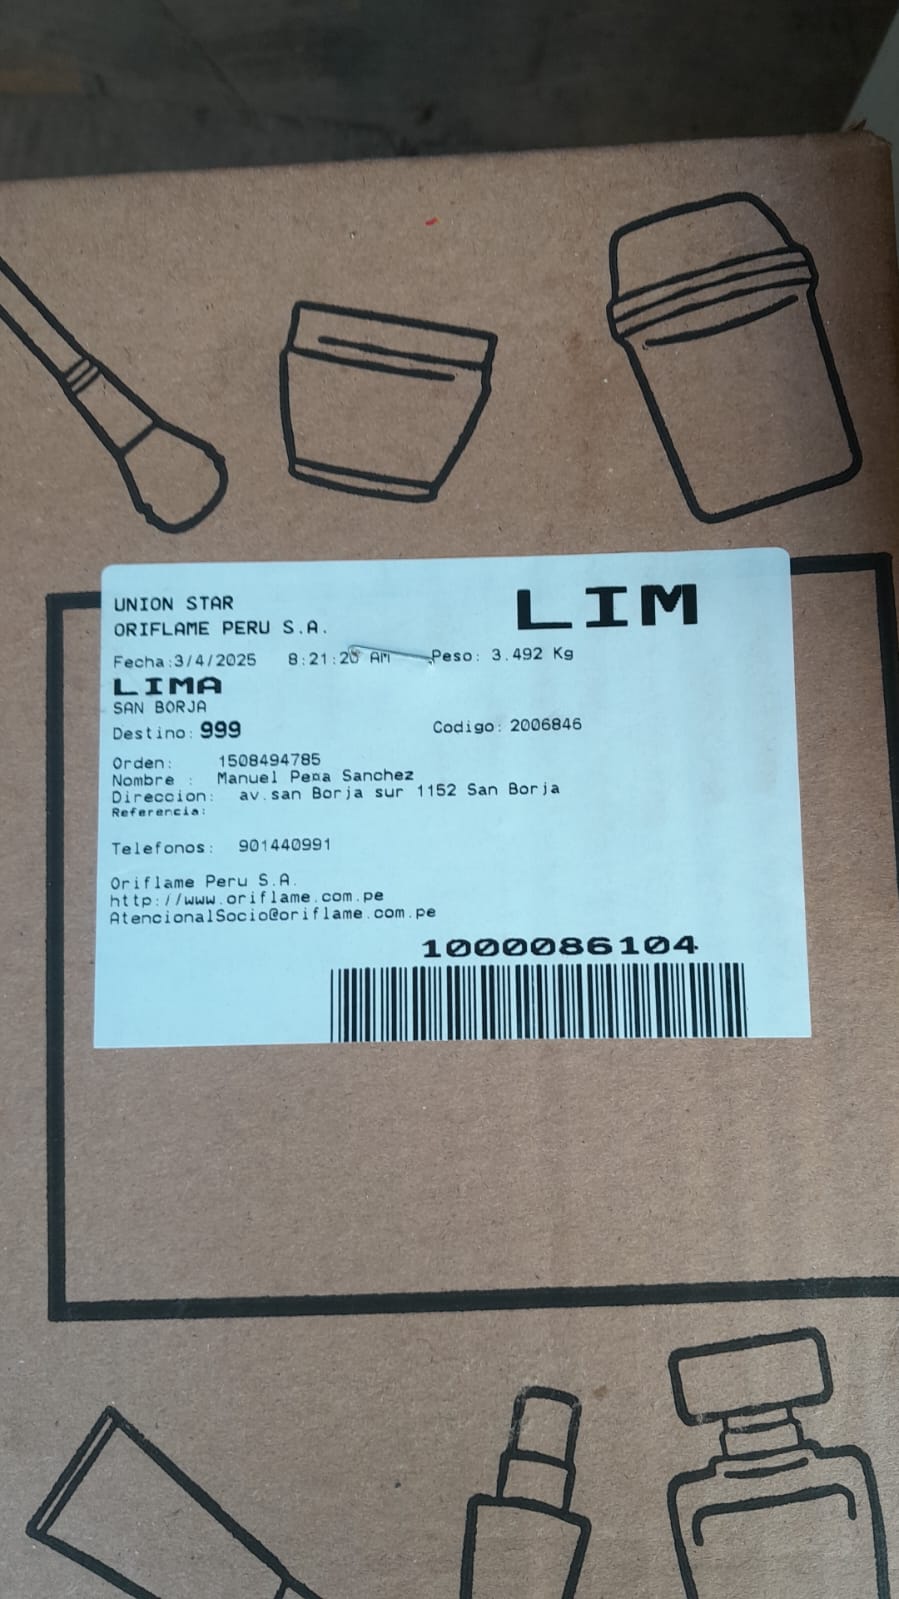 UNION STAR
LIM
ORIFLAME PERU S.A.
Fecha:3/4/2025 8:21:20 AM Peso: 3.492 Kg
LIMA
SAN BORJA
Destino: 999 Codigo: 2006846
Orden: 1508494785
Nombre : Manuel Pena Sanchez
Direccion: av.san Borja sur 1152 San Borja
Referencia:
Telefonos: 901440991
Oriflame Peru S.A.
http://www.oriflame.com.pe
AtencionalSocio@oriflame.com.pe
1000086104